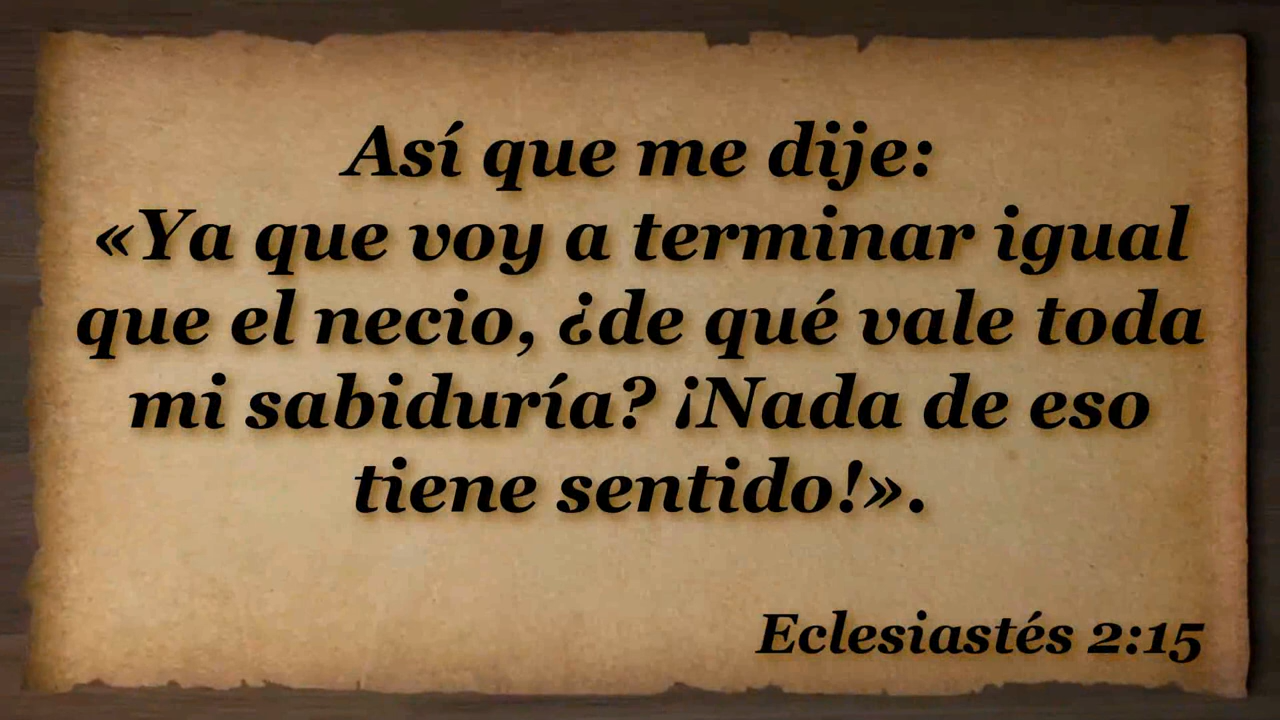 Así que me dije:
«Ya que voy a terminar igual
que el necio, ¿de qué vale toda
mi sabiduría? ¡Nada de eso
tiene sentido!».
Eclesiastés 2:15